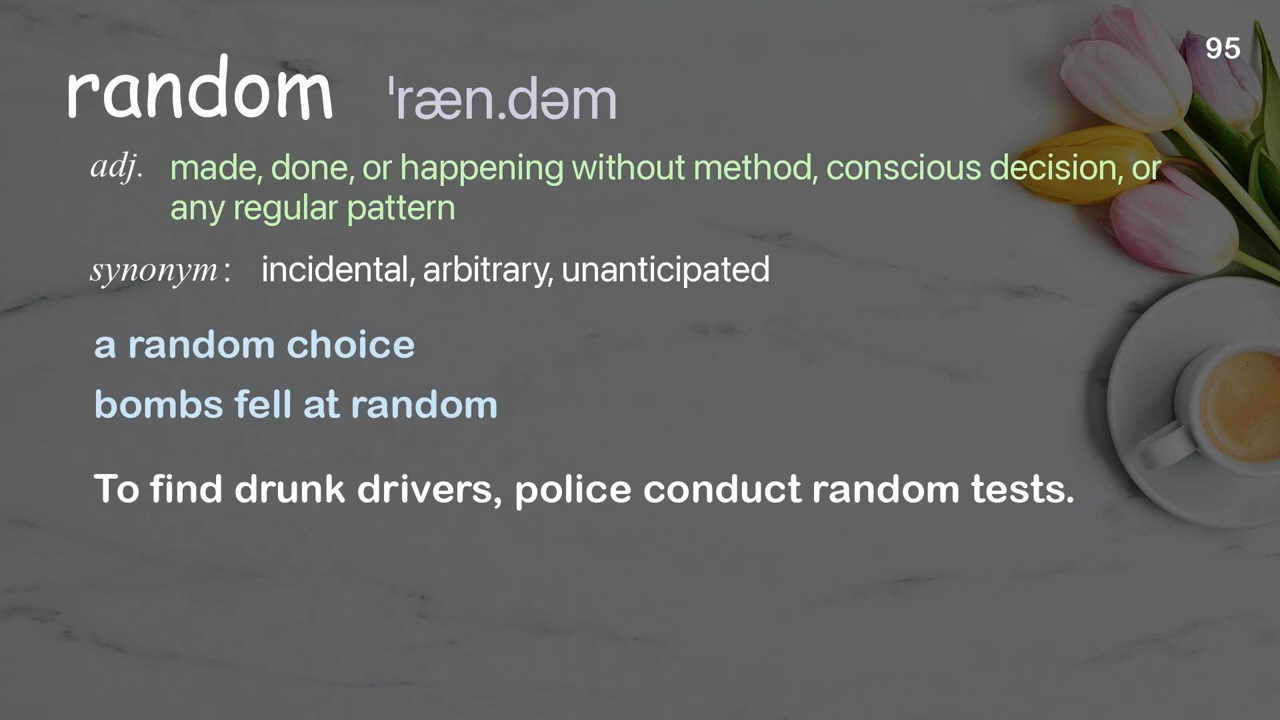 95
random ˈræn.dəm
adj. made, done, or happening without method, conscious decision, or
any regular pattern
synonym : incidental, arbitrary, unanticipated
a random choice
bombs fell at random
To find drunk drivers, police conduct random tests.